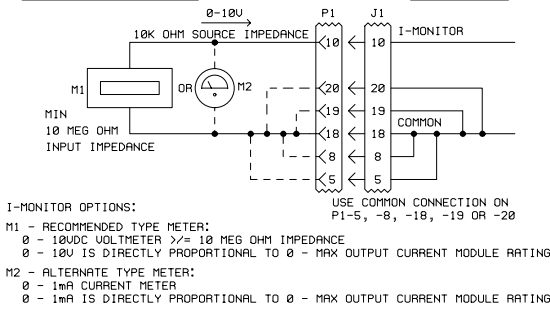 0-10V P1 J1
10K OHM SOURCE IMPEDANCE 10 10 I-MONITOR
M1 OR M2 20 20
MIN 19 19
10 MEG OHM 18 18 COMMON
INPUT IMPEDANCE 8 8
5 5
USE COMMON CONNECTION ON
P1-5, -8, -18, -19 OR -20
I-MONITOR OPTIONS:
M1 - RECOMMENDED TYPE METER:
0 - 10VDC VOLTMETER >/= 10 MEG OHM IMPEDANCE
0 - 10V IS DIRECTLY PROPORTIONAL TO 0 - MAX OUTPUT CURRENT MODULE RATING
M2 - ALTERNATE TYPE METER:
0 - 1mA CURRENT METER
0 - 1mA IS DIRECTLY PROPORTIONAL TO 0 - MAX OUTPUT CURRENT MODULE RATING